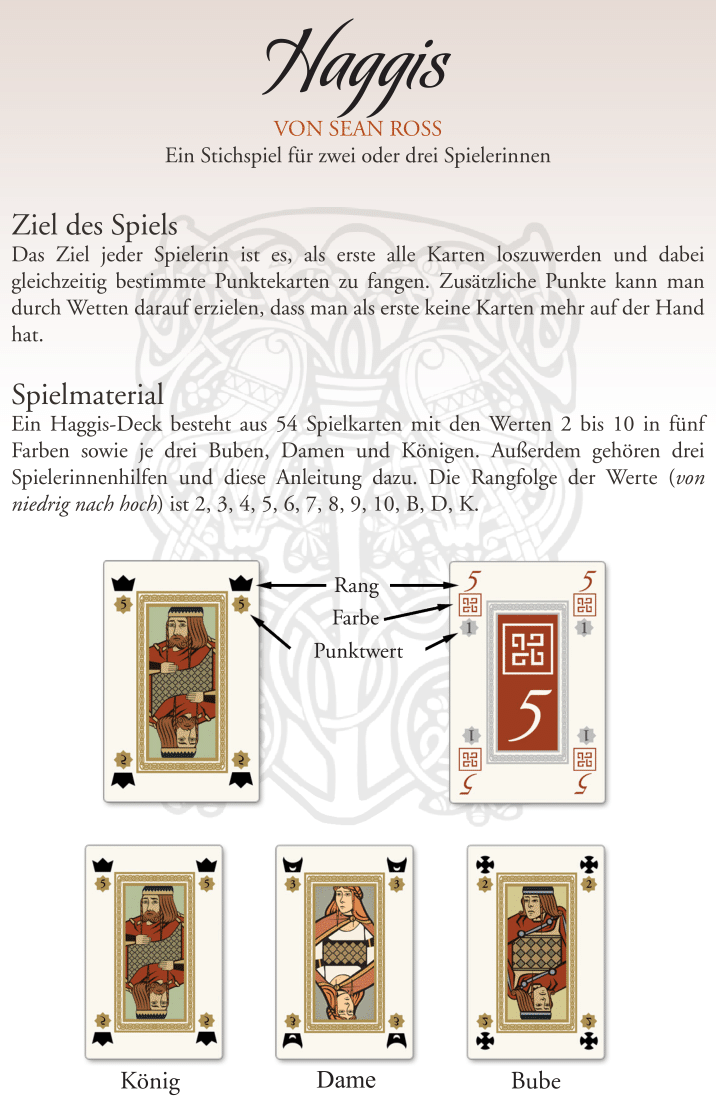 Haggis
VON SEAN ROSS
Ein Stichspiel für zwei oder drei Spielerinnen
Ziel des Spiels
Das Ziel jeder Spielerin ist es, als erste alle Karten loszuwerden und dabei
gleichzeitig bestimmte Punktekarten zu fangen. Zusätzliche Punkte kann man
durch Wetten darauf erzielen, dass man als erste keine Karten mehr auf der Hand
hat.
Spielmaterial
Ein Haggis-Deck besteht aus 54 Spielkarten mit den Werten 2 bis 10 in fünf
Farben sowie je drei Buben, Damen und Königen. Außerdem gehören drei
Spielerinnenhilfen und diese Anleitung dazu. Die Rangfolge der Werte (von
niedrig nach hoch) ist 2, 3, 4, 5, 6, 7, 8, 9, 10, B, D, K.
5 5
Rang
5 5
Farbe
1 1
Punktwert
5
1 1
5 5
5 5
5 5
3 3
2 2
5 5
3 3
2 2
König
Dame
Bube